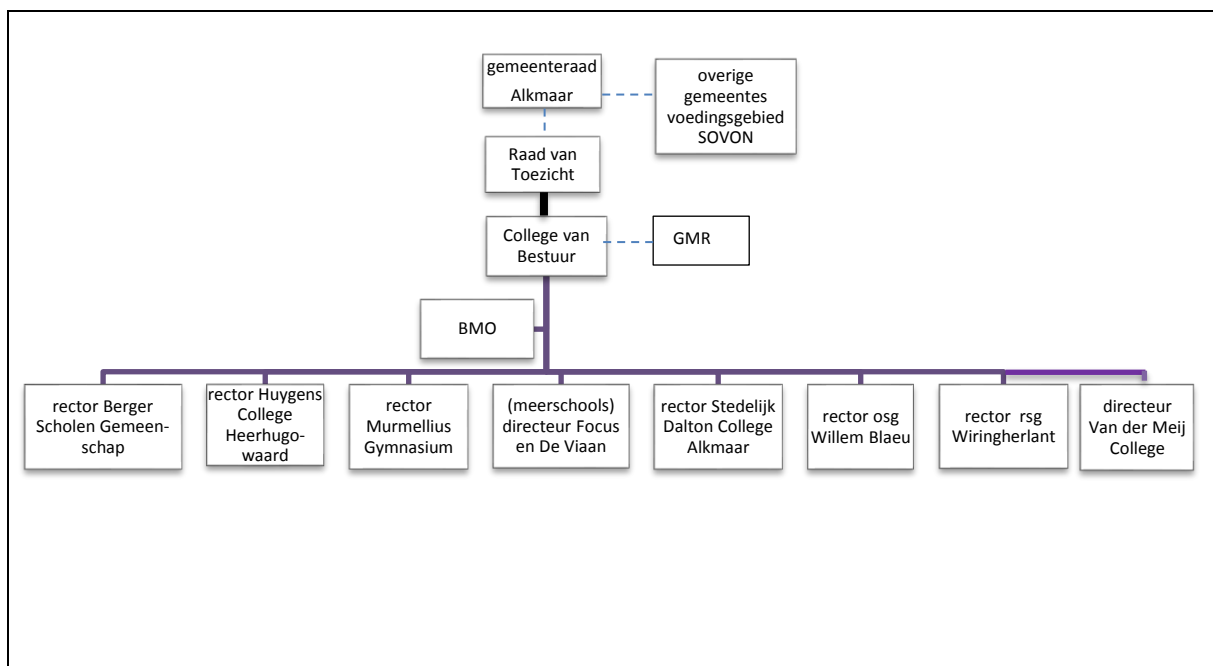 gemeenteraad
Alkmaar
overige
gemeentes
voedingsgebied
SOVON
Raad van
Toezicht
College van
Bestuur
GMR
BMO
rector Berger
Scholen Gemeen-
schap
rector Huygens
College
Heerhugo-
waard
rector
Murmellius
Gymnasium
(meerschools)
directeur Focus
en De Viaan
rector Stedelijk
Dalton College
Alkmaar
rector osg
Willem Blaeu
rector rsg
Wiringherlant
directeur
Van der Meij
College